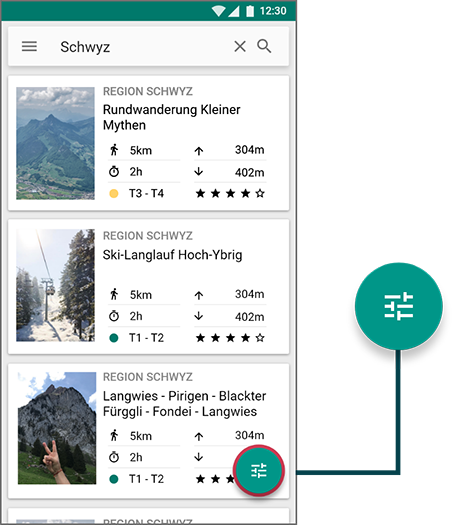 12:30
Schwyz
REGION SCHWYZ
Rundwanderung Kleiner
Mythen
5km
304m
2h
402m
T3 - T4
REGION SCHWYZ
Ski-Langlauf Hoch-Ybrig
5km
304m
2h
402m
T1 - T2
REGION SCHWYZ
Langwies - Pirigen - Blackter
Fürggli - Fondei - Langwies
5km
304m
2h
T1 - T2